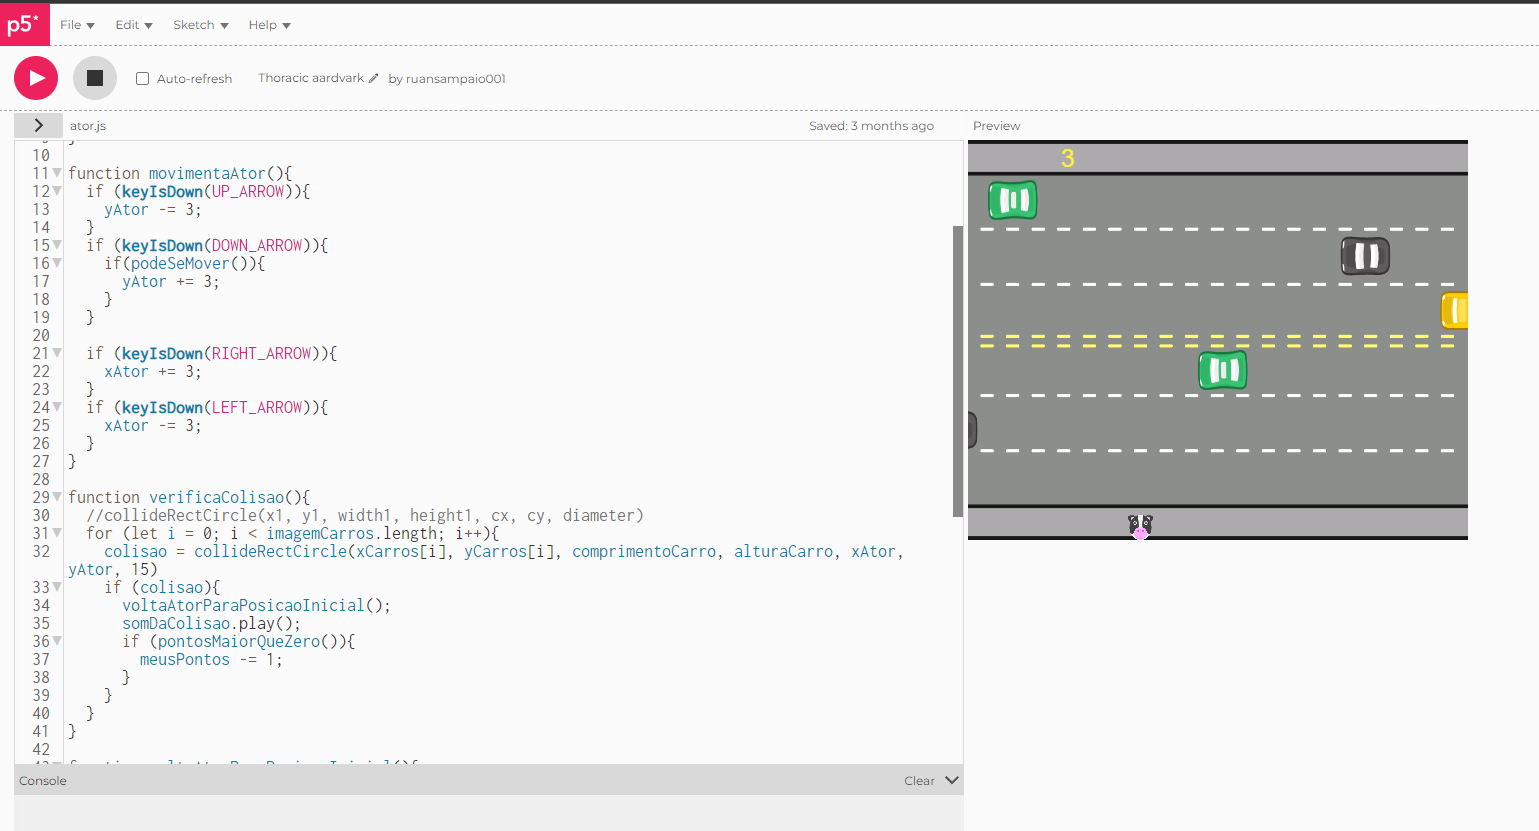 p5*
File Edit Sketch Help
Auto-refresh Thoracic aardvark by ruansampaio001
ator.js Saved: 3 months ago Preview
10
11 function movimentaAtor(){
12 if (keyIsDown(UP_ARROW)){
13 yAtor -= 3;
14 }
15 if (keyIsDown(DOWN_ARROW)){
16 if(podeSeMover()){
17 yAtor += 3;
18 }
19 }
20
21 if (keyIsDown(RIGHT_ARROW)){
22 xAtor += 3;
23 }
24 if (keyIsDown(LEFT_ARROW)){
25 xAtor -= 3;
26 }
27 }
28
29 function verificaColisao(){
30 //collideRectCircle(x1, y1, width1, height1, cx, cy, diameter)
31 for (let i = 0; i < imagemCarros.length; i++){
32 colisao = collideRectCircle(xCarros[i], yCarros[i], comprimentoCarro, alturaCarro, xAtor,
yAtor, 15)
33 if (colisao){
34 voltaAtorParaPosicaoInicial();
35 somDaColisao.play();
36 if (pontosMaiorQueZero()){
37 meusPontos -= 1;
38 }
39 }
40 }
41 }
42
Console Clear
3